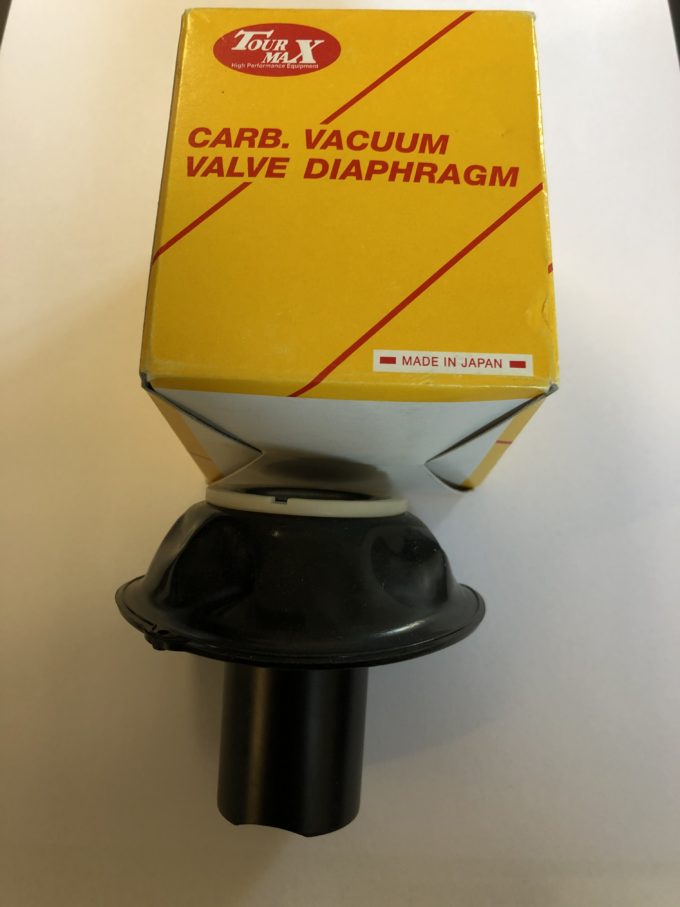 TOUR
MAX
High Performance Equipment
CARB. VACUUM
VALVE DIAPHRAGM
MADE IN JAPAN